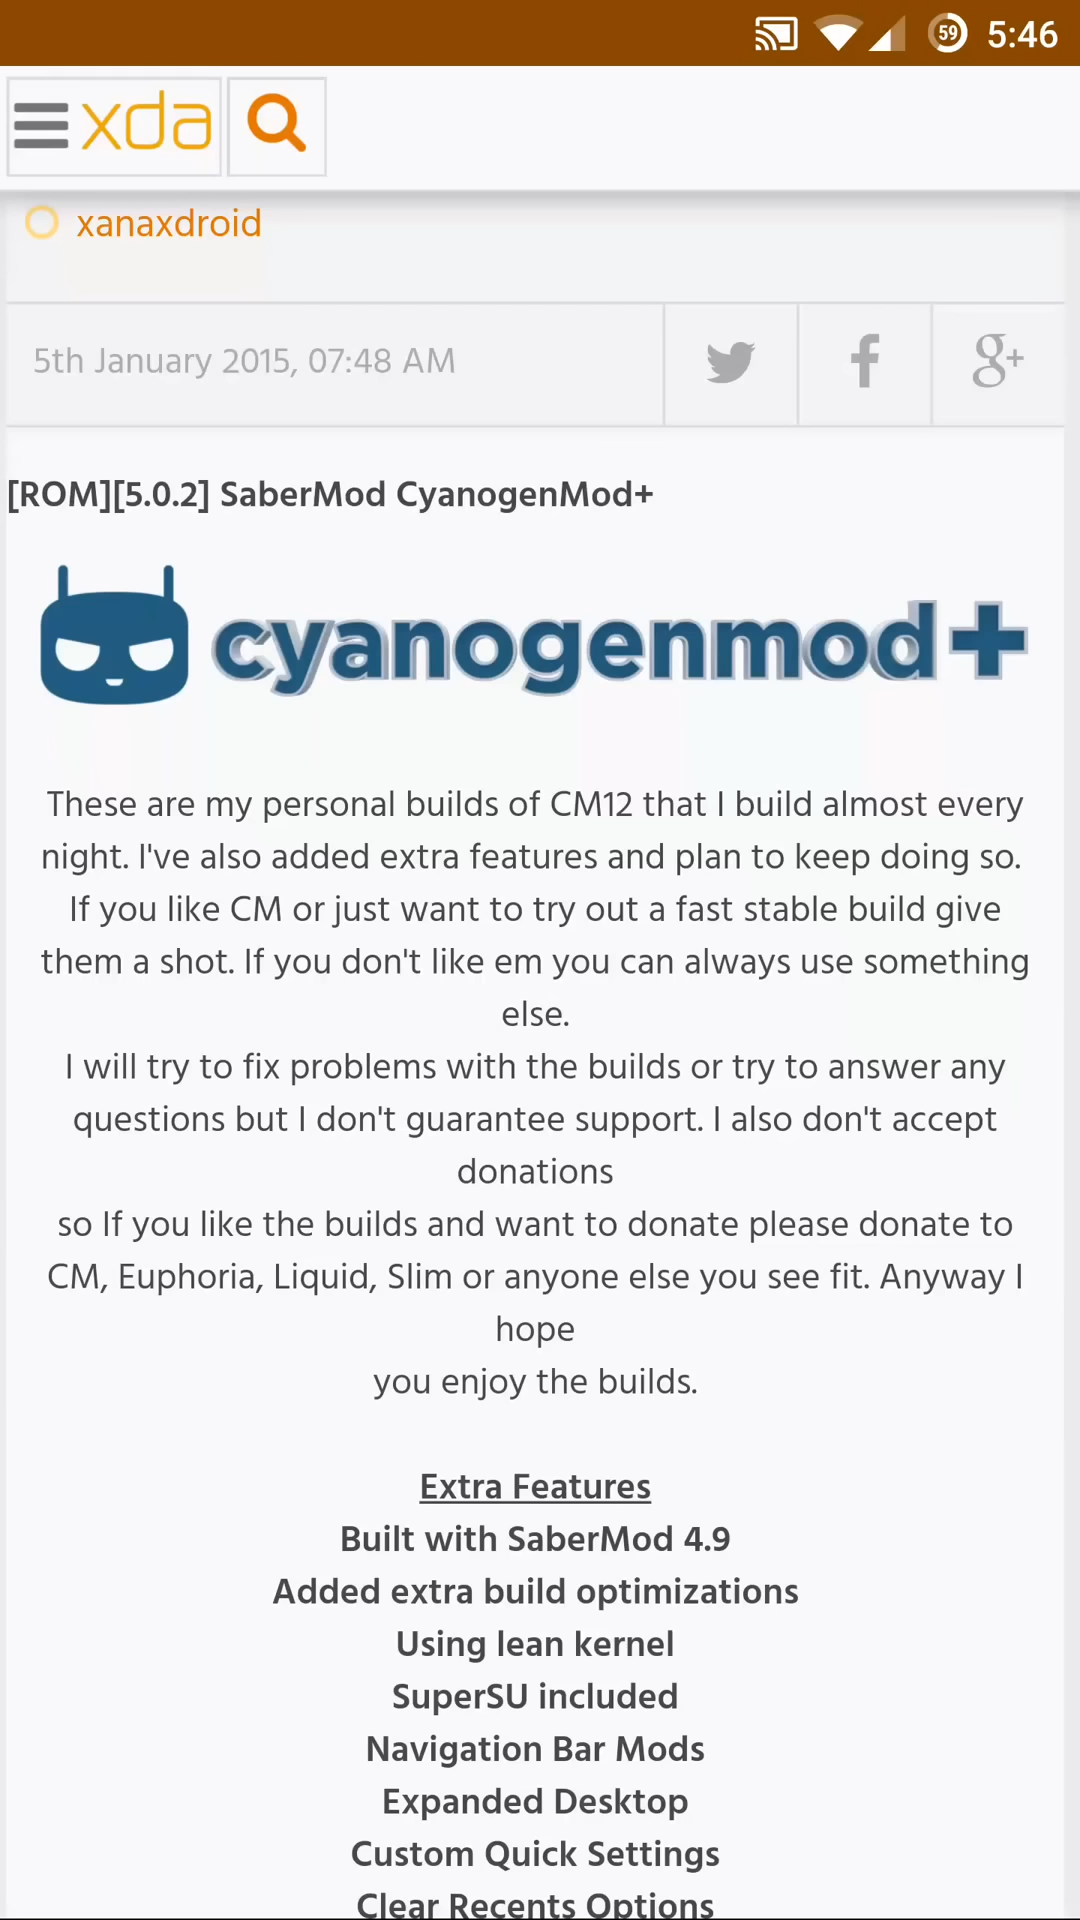 59 5:46
xda
xanaxdroid
5th January 2015, 07:48 AM
[ROM][5.0.2] SaberMod CyanogenMod+
cyanogenmod+
These are my personal builds of CM12 that I build almost every
night. I've also added extra features and plan to keep doing so.
If you like CM or just want to try out a fast stable build give
them a shot. If you don't like em you can always use something
else.
I will try to fix problems with the builds or try to answer any
questions but I don't guarantee support. I also don't accept
donations
so If you like the builds and want to donate please donate to
CM, Euphoria, Liquid, Slim or anyone else you see fit. Anyway I
hope
you enjoy the builds.
Extra Features
Built with SaberMod 4.9
Added extra build optimizations
Using lean kernel
SuperSU included
Navigation Bar Mods
Expanded Desktop
Custom Quick Settings
Clear Recents Options